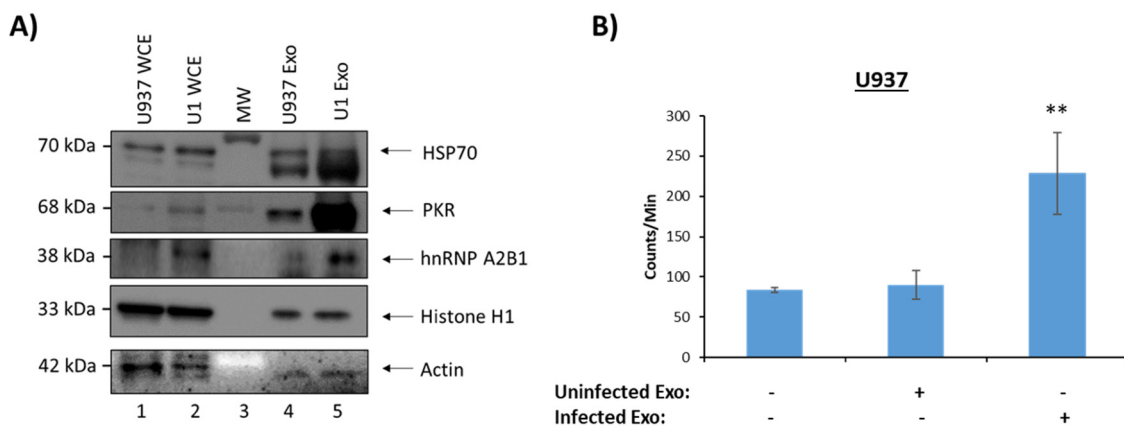 A)
U937 WCE
U1 WCE
MW
U937 Exo
U1 Exo
70 kDa
HSP70
68 kDa
PKR
38 kDa
hnRNP A2B1
33 kDa
Histone H1
42 kDa
Actin
1 2 3 4 5
B)
U937
Counts/Min
300
250
200
150
100
50
0
**
Uninfected Exo: - + -
Infected Exo: - - +